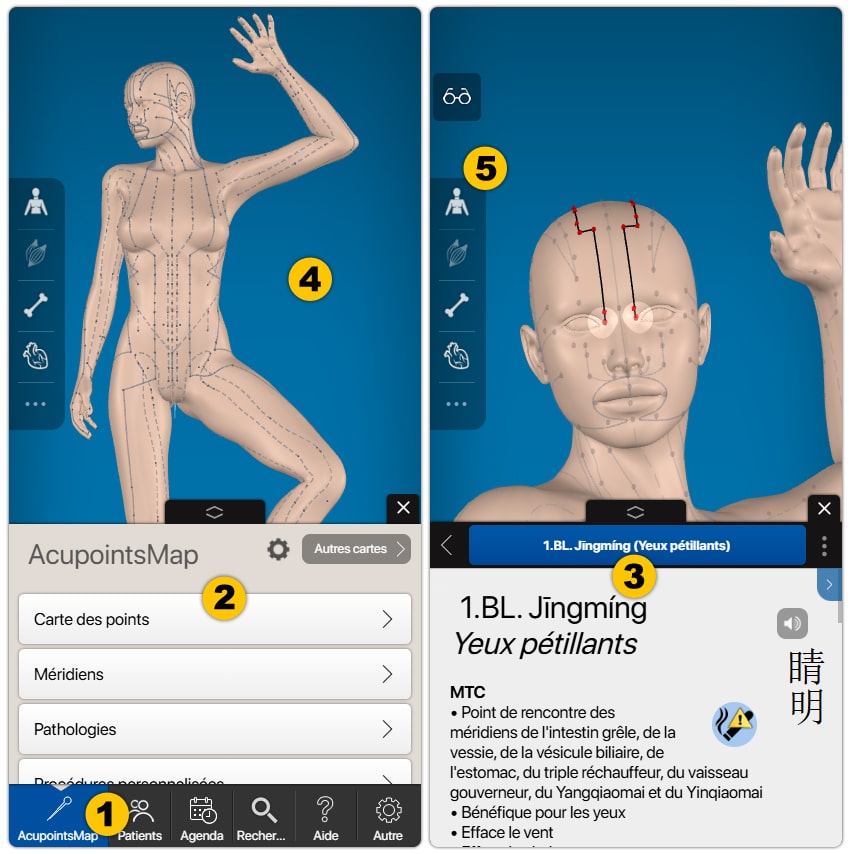 4
AcupointsMap
Autres cartes
2
Carte des points
Méridiens
Pathologies
Procédures personnalisées
1
AcupointsMap
Patients
Agenda
Recher...
Aide
Autre
5
1.BL. Jīngmíng (Yeux pétillants)
3
1.BL. Jīngmíng
Yeux pétillants
睛明
MTC
• Point de rencontre des
méridiens de l'intestin grêle, de la
vessie, de la vésicule biliaire, de
l'estomac, du triple réchauffeur, du vaisseau
gouverneur, du Yangqiaomai et du Yinqiaomai
• Bénéfique pour les yeux
• Efface le vent